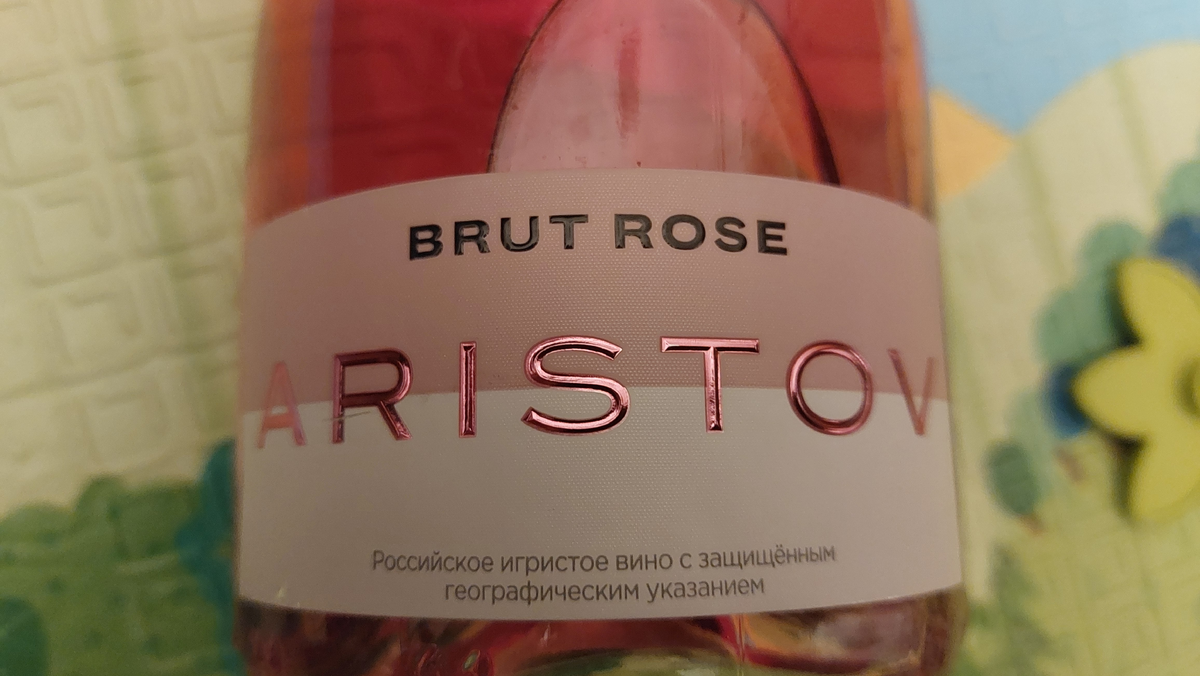 BRUT ROSE
ARISTOV
Российское игристое вино с защищённым
географическим указанием